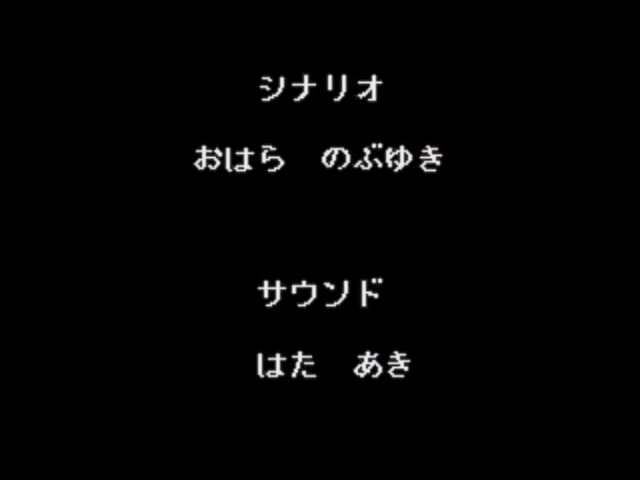 シナリオ
おはら　のぶゆき
サウンド
はた　あき